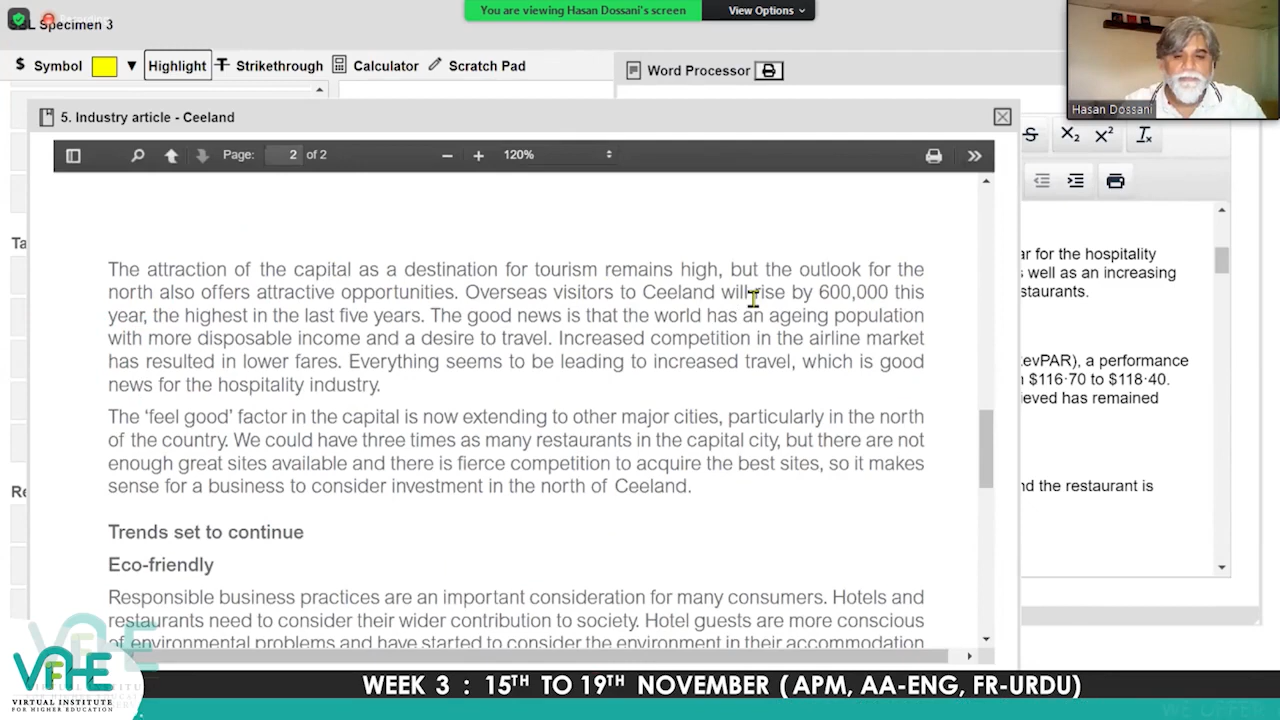 You are viewing Hasan Dossani's screen
View Options
Specimen 3
$ Symbol
Highlight
Strikethrough
Calculator
Scratch Pad
Word Processor
Hasan Dossani
5. Industry article - Ceeland
Page: 2 of 2
120%
X₂ X²
ar for the hospitality
s well as an increasing
staurants.
evPAR), a performance
$116·70 to $118·40.
ieved has remained
nd the restaurant is
Ta
Re
The attraction of the capital as a destination for tourism remains high, but the outlook for the
north also offers attractive opportunities. Overseas visitors to Ceeland will rise by 600,000 this
year, the highest in the last five years. The good news is that the world has an ageing population
with more disposable income and a desire to travel. Increased competition in the airline market
has resulted in lower fares. Everything seems to be leading to increased travel, which is good
news for the hospitality industry.
The ‘feel good’ factor in the capital is now extending to other major cities, particularly in the north
of the country. We could have three times as many restaurants in the capital city, but there are not
enough great sites available and there is fierce competition to acquire the best sites, so it makes
sense for a business to consider investment in the north of Ceeland.
Trends set to continue
Eco-friendly
Responsible business practices are an important consideration for many consumers. Hotels and
restaurants need to consider their wider contribution to society. Hotel guests are more conscious
of environmental problems and have started to consider the environment in their accommodation
VIRTUAL INSTITUTE
FOR HIGHER EDUCATION
WEEK 3 : 15TH TO 19TH NOVEMBER (APM, AA-ENG, FR-URDU)
WE OFFER